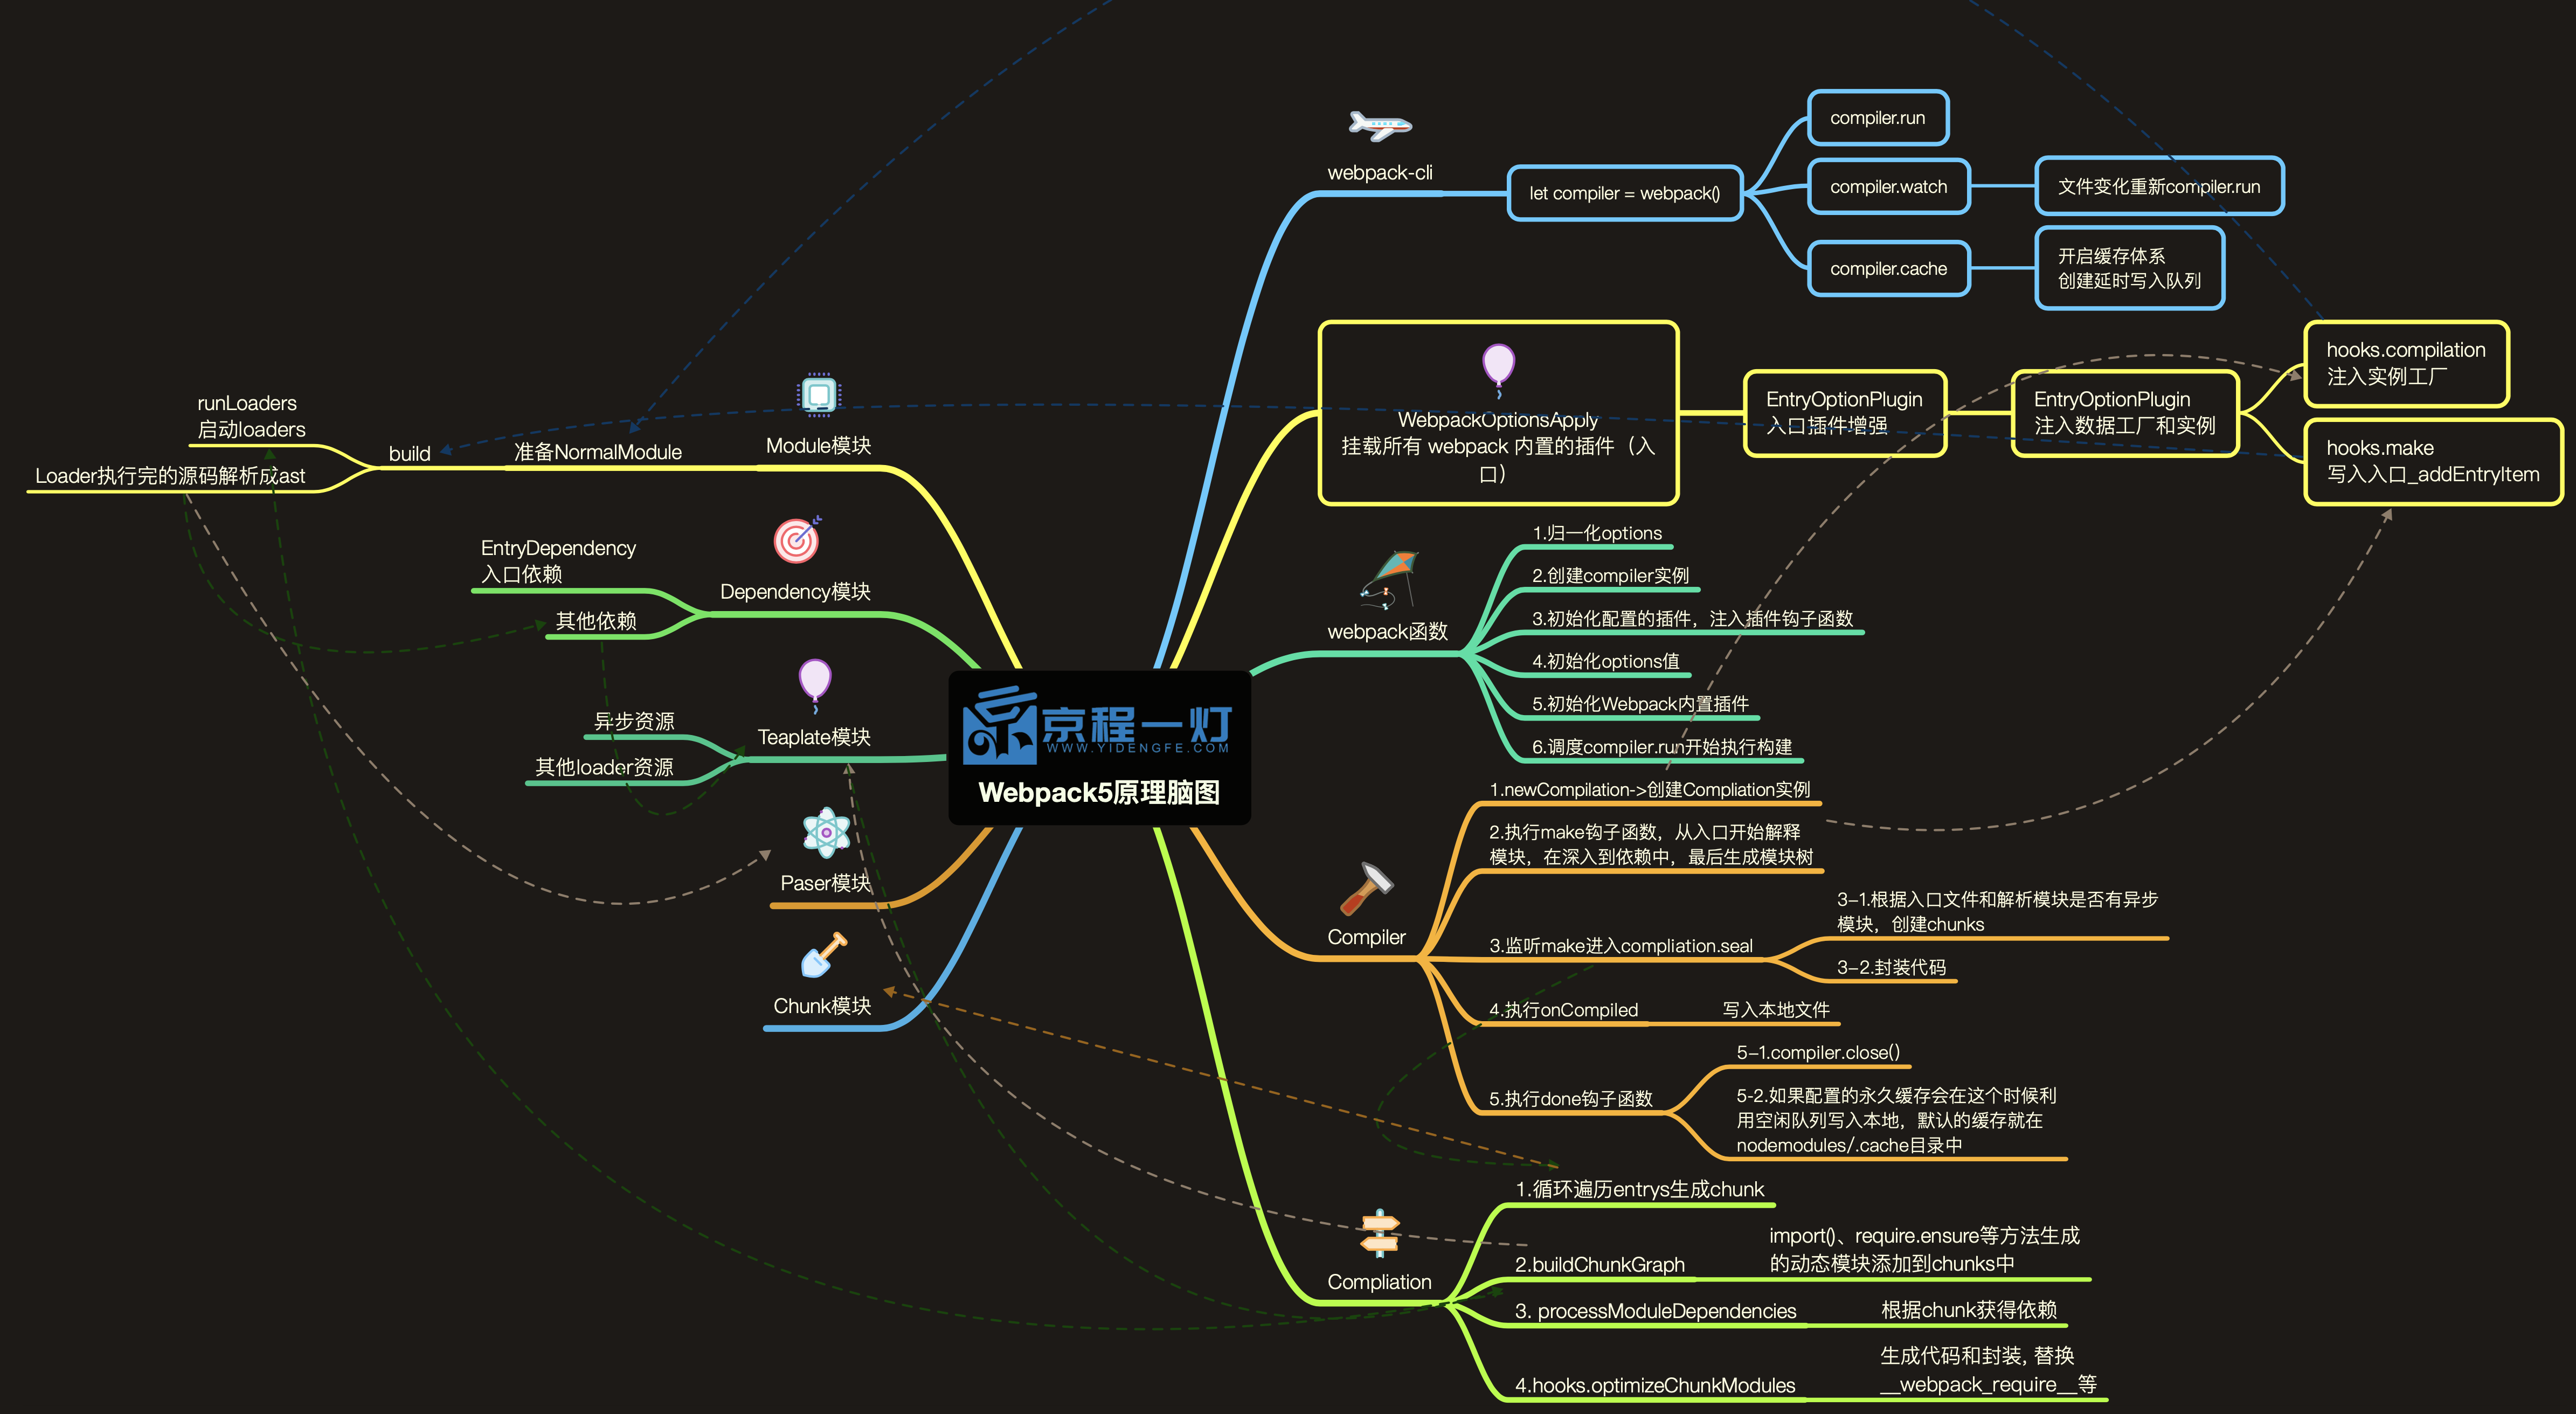 京程一灯
WWW.YIDENGFE.COM
Webpack5原理脑图
webpack-cli
let compiler = webpack()
compiler.run
compiler.watch
文件变化重新compiler.run
compiler.cache
开启缓存体系
创建延时写入队列
WebpackOptionsApply
挂载所有 webpack 内置的插件（入
口）
EntryOptionPlugin
入口插件增强
EntryOptionPlugin
注入数据工厂和实例
hooks.compilation
注入实例工厂
hooks.make
写入入口_addEntryItem
webpack函数
1.归一化options
2.创建compiler实例
3.初始化配置的插件，注入插件钩子函数
4.初始化options值
5.初始化Webpack内置插件
6.调度compiler.run开始执行构建
Compiler
1.newCompilation->创建Compliation实例
2.执行make钩子函数，从入口开始解释
模块，在深入到依赖中，最后生成模块树
3.监听make进入compliation.seal
3-1.根据入口文件和解析模块是否有异步
模块，创建chunks
3-2.封装代码
4.执行onCompiled
写入本地文件
5.执行done钩子函数
5-1.compiler.close()
5-2.如果配置的永久缓存会在这个时候利
用空闲队列写入本地，默认的缓存就在
nodemodules/.cache目录中
Compliation
1.循环遍历entrys生成chunk
2.buildChunkGraph
import()、require.ensure等方法生成
的动态模块添加到chunks中
3. processModuleDependencies
根据chunk获得依赖
4.hooks.optimizeChunkModules
生成代码和封装, 替换
__webpack_require__等
Module模块
准备NormalModule
build
runLoaders
启动loaders
Loader执行完的源码解析成ast
Dependency模块
EntryDependency
入口依赖
其他依赖
Teaplate模块
异步资源
其他loader资源
Paser模块
Chunk模块